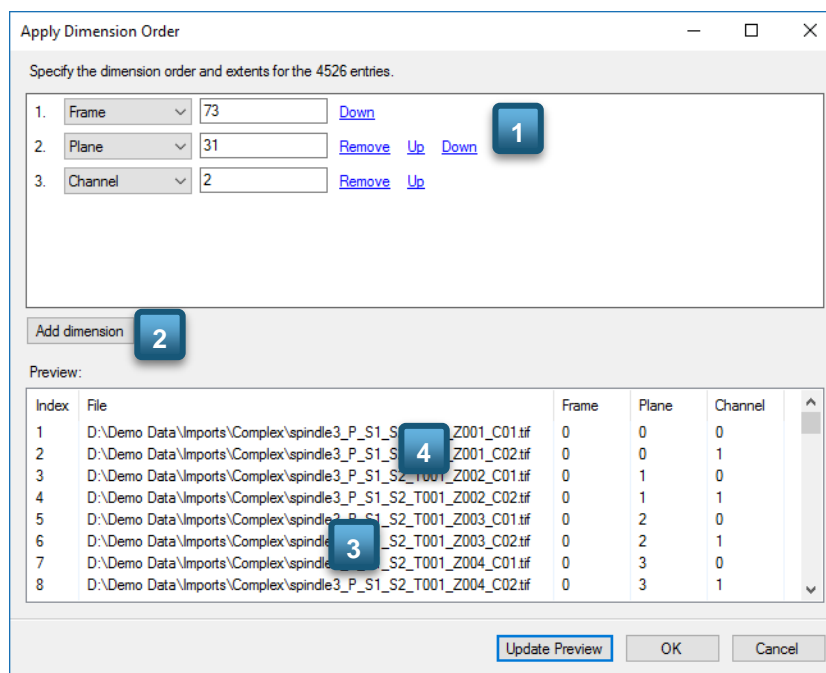 Apply Dimension Order
Specify the dimension order and extents for the 4526 entries.
1. Frame 73 Down 1
2. Plane 31 Remove Up Down
3. Channel 2 Remove Up
Add dimension 2
Preview:
Index File Frame Plane Channel
1 D:\Demo Data\Imports\Complex\spindle3_P_S1_S _Z001_C01.tif 0 0 0
2 D:\Demo Data\Imports\Complex\spindle3_P_S1_S 4 _Z001_C02.tif 0 0 1
3 D:\Demo Data\Imports\Complex\spindle3_P_S1_S2_T001_Z002_C01.tif 0 1 0
4 D:\Demo Data\Imports\Complex\spindle3_P_S1_S2_T001_Z002_C02.tif 0 1 1
5 D:\Demo Data\Imports\Complex\spindle3_P_S1_S2_T001_Z003_C01.tif 0 2 0
6 D:\Demo Data\Imports\Complex\spindle 3 _S2_T001_Z003_C02.tif 0 2 1
7 D:\Demo Data\Imports\Complex\spindle _S2_T001_Z004_C01.tif 0 3 0
8 D:\Demo Data\Imports\Complex\spindle3_P_S1_S2_T001_Z004_C02.tif 0 3 1
Update Preview OK Cancel